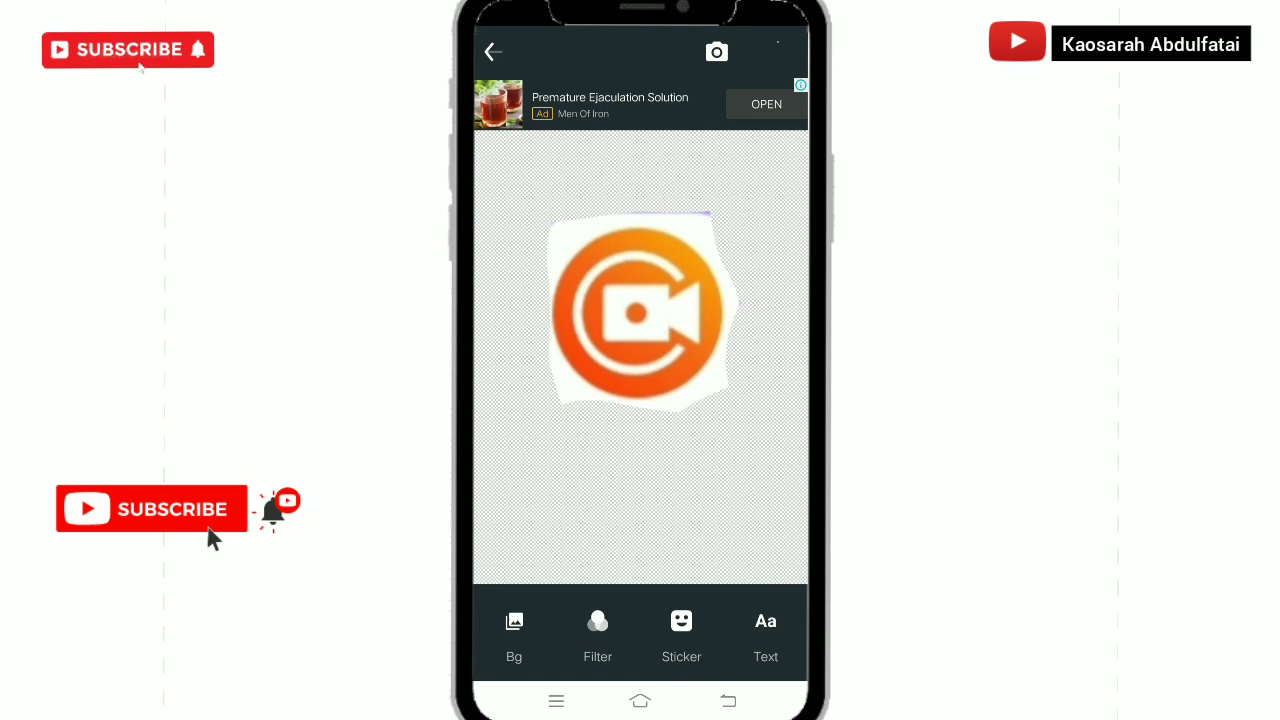 SUBSCRIBE
Kaosarah Abdulfatai
Premature Ejaculation Solution
Ad Men Of Iron
OPEN
SUBSCRIBE
Bg
Filter
Sticker
Aa
Text